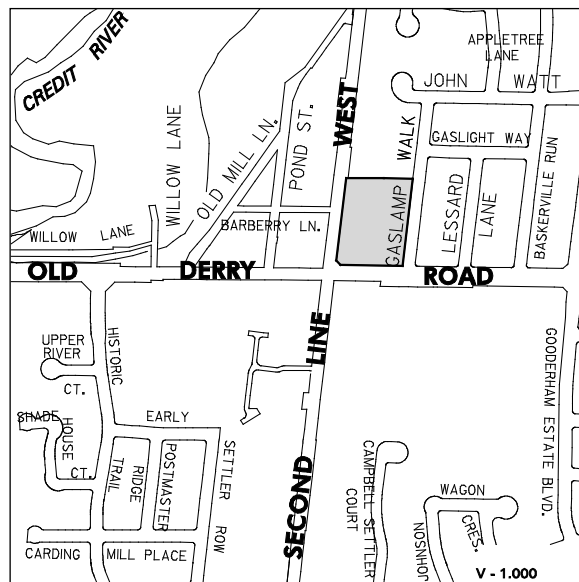 CREDIT RIVER
APPLETREE
LANE
JOHN WATT
WEST
WALK
GASLIGHT WAY
WILLOW LANE
OLD MILL LN.
POND ST.
BASKERVILLE RUN
GASLAMP
LESSARD
LANE
BARBERRY LN.
WILLOW LANE
OLD DERRY ROAD
LINE
UPPER
RIVER
CT.
HISTORIC
GOODERHAM ESTATE BLVD.
SHADE
HOUSE
CT.
EARLY
SETTLER ROW
TRAIL
RIDGE
POSTMASTER
SECOND
CAMPBELL SETTLER
COURT
WAGON
CRES.
JOHNSON
CARDING MILL PLACE
V - 1.000